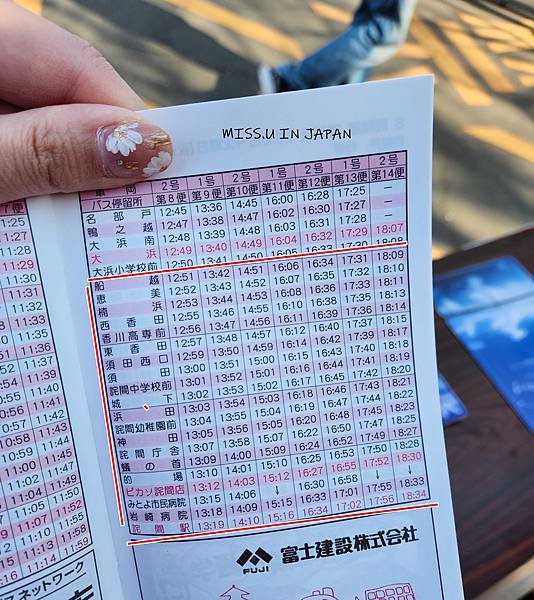 MISS.U IN JAPAN
車両 2号 1号 2号 1号 2号 1号 2号
バス停留所 第8便 第9便 第10便 第11便 第12便 第13便 第14便
名部戸 12:45 13:36 14:45 16:00 16:28 17:25 ―
鴨之越 12:47 13:38 14:47 16:02 16:30 17:27 ―
大浜南 12:48 13:39 14:48 16:03 16:31 17:28 ―
大浜 12:49 13:40 14:49 16:04 16:32 17:29 18:07
大浜小学校前 12:50 13:41 14:50 16:05 16:33 17:30 18:08
船越 12:51 13:42 14:51 16:06 16:34 17:31 18:09
恵美 12:52 13:43 14:52 16:07 16:35 17:32 18:10
楠浜 12:53 13:44 14:53 16:08 16:36 17:33 18:11
西香田 12:55 13:46 14:55 16:10 16:38 17:35 18:13
香川高専前 12:56 13:47 14:56 16:11 16:39 17:36 18:14
東香田 12:57 13:48 14:57 16:12 16:40 17:37 18:15
須田西口 12:59 13:50 14:59 16:14 16:42 17:39 18:17
須田 13:00 13:51 15:00 16:15 16:43 17:40 18:18
詫間中学校前 13:01 13:52 15:01 16:16 16:44 17:41 18:19
城下 13:02 13:53 15:02 16:17 16:45 17:42 18:20
浜田 13:03 13:54 15:03 16:18 16:46 17:43 18:21
詫間幼稚園前 13:04 13:55 15:04 16:19 16:47 17:44 18:22
神田 13:05 13:56 15:05 16:20 16:48 17:45 18:23
詫間庁舎 13:07 13:58 15:07 16:22 16:50 17:47 18:25
蟻の首 13:09 14:00 15:09 16:24 16:52 17:49 18:27
的場 13:10 14:01 15:10 16:25 16:53 17:50 18:28
ピカソ詫間店 13:12 14:03 15:12 16:27 16:55 17:52 18:30
みとよ市民病院 13:15 14:06 ↓ 16:30 16:58 ↓ ↓
岩崎病院 13:18 14:09 15:15 16:33 17:01 17:55 18:33
詫間駅 13:19 14:10 15:16 16:34 17:02 17:56 18:34
FUJI 富士建設株式会社